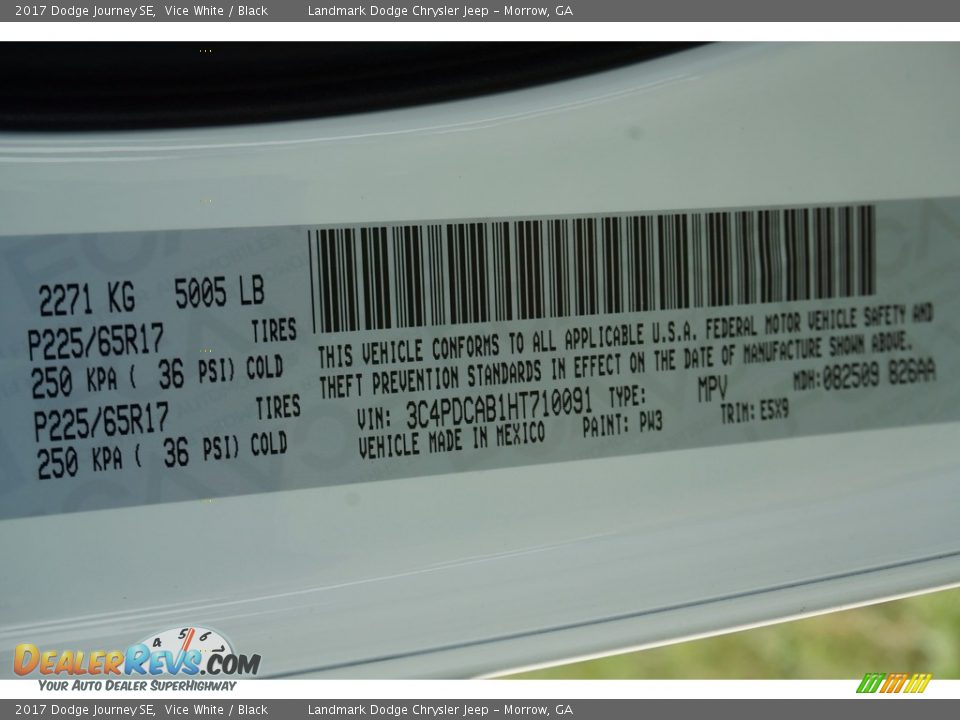 2017 Dodge Journey SE, Vice White / Black Landmark Dodge Chrysler Jeep - Morrow, GA
2271 KG 5005 LB
P225/65R17 TIRES
250 KPA ( 36 PSI) COLD
P225/65R17 TIRES
250 KPA ( 36 PSI) COLD
THIS VEHICLE CONFORMS TO ALL APPLICABLE U.S.A. FEDERAL MOTOR VEHICLE SAFETY AND
THEFT PREVENTION STANDARDS IN EFFECT ON THE DATE OF MANUFACTURE SHOWN ABOVE.
VIN: 3C4PDCAB1HT710091 TYPE: MPV MDH:082509 826AA
VEHICLE MADE IN MEXICO PAINT: PW3 TRIM: E5X9
4 5 6
DealerRevs.com
Your Auto Dealer SuperHighway
2017 Dodge Journey SE, Vice White / Black Landmark Dodge Chrysler Jeep - Morrow, GA